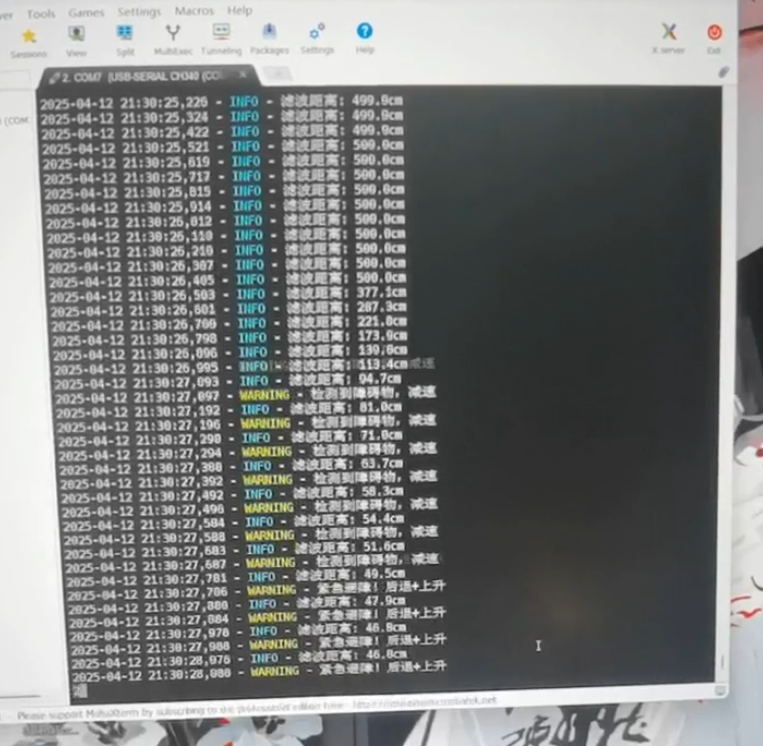 Tools Games Settings Macros Help
Sessions View Split MultiExec Tunneling Packages Settings Help X server Exit
2. COM7 (USB-SERIAL CH340 (CO
(COM
2025-04-12 21:30:25,226 - INFO - 滤波距离: 499.0cm
2025-04-12 21:30:25,324 - INFO - 滤波距离: 499.0cm
2025-04-12 21:30:25,422 - INFO - 滤波距离: 499.0cm
2025-04-12 21:30:25,521 - INFO - 滤波距离: 500.0cm
2025-04-12 21:30:25,619 - INFO - 滤波距离: 500.0cm
2025-04-12 21:30:25,717 - INFO - 滤波距离: 500.0cm
2025-04-12 21:30:25,815 - INFO - 滤波距离: 500.0cm
2025-04-12 21:30:25,914 - INFO - 滤波距离: 500.0cm
2025-04-12 21:30:26,012 - INFO - 滤波距离: 500.0cm
2025-04-12 21:30:26,110 - INFO - 滤波距离: 500.0cm
2025-04-12 21:30:26,210 - INFO - 滤波距离: 500.0cm
2025-04-12 21:30:26,307 - INFO - 滤波距离: 500.0cm
2025-04-12 21:30:26,405 - INFO - 滤波距离: 500.0cm
2025-04-12 21:30:26,503 - INFO - 滤波距离: 377.1cm
2025-04-12 21:30:26,601 - INFO - 滤波距离: 287.3cm
2025-04-12 21:30:26,700 - INFO - 滤波距离: 221.8cm
2025-04-12 21:30:26,798 - INFO - 滤波距离: 173.9cm
2025-04-12 21:30:26,896 - INFO - 滤波距离: 139.0cm
2025-04-12 21:30:26,995 - INFO - 滤波距离: 113.4cm
2025-04-12 21:30:27,093 - INFO - 滤波距离: 94.7cm
2025-04-12 21:30:27,097 - WARNING - 检测到障碍物，减速
2025-04-12 21:30:27,192 - INFO - 滤波距离: 81.0cm
2025-04-12 21:30:27,196 - WARNING - 检测到障碍物，减速
2025-04-12 21:30:27,290 - INFO - 滤波距离: 71.0cm
2025-04-12 21:30:27,294 - WARNING - 检测到障碍物，减速
2025-04-12 21:30:27,388 - INFO - 滤波距离: 63.7cm
2025-04-12 21:30:27,392 - WARNING - 检测到障碍物，减速
2025-04-12 21:30:27,492 - INFO - 滤波距离: 58.3cm
2025-04-12 21:30:27,496 - WARNING - 检测到障碍物，减速
2025-04-12 21:30:27,584 - INFO - 滤波距离: 54.4cm
2025-04-12 21:30:27,588 - WARNING - 检测到障碍物，减速
2025-04-12 21:30:27,683 - INFO - 滤波距离: 51.6cm
2025-04-12 21:30:27,687 - WARNING - 检测到障碍物，减速
2025-04-12 21:30:27,781 - INFO - 滤波距离: 49.5cm
2025-04-12 21:30:27,786 - WARNING - 紧急避障! 后退+上升
2025-04-12 21:30:27,880 - INFO - 滤波距离: 47.9cm
2025-04-12 21:30:27,884 - WARNING - 紧急避障! 后退+上升
2025-04-12 21:30:27,978 - INFO - 滤波距离: 46.8cm
2025-04-12 21:30:27,988 - WARNING - 紧急避障! 后退+上升
2025-04-12 21:30:28,076 - INFO - 滤波距离: 46.0cm
2025-04-12 21:30:28,080 - WARNING - 紧急避障! 后退+上升
Please support MobaXterm by subscribing to the professional edition here: